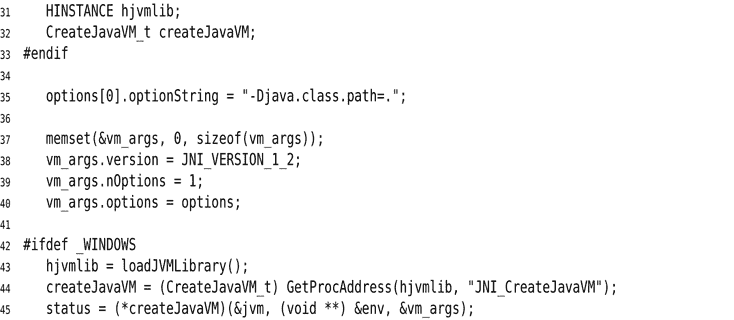 31 HINSTANCE hjvmlib;
32 CreateJavaVM_t createJavaVM;
33 #endif
34
35 options[0].optionString = "-Djava.class.path=.";
36
37 memset(&vm_args, 0, sizeof(vm_args));
38 vm_args.version = JNI_VERSION_1_2;
39 vm_args.nOptions = 1;
40 vm_args.options = options;
41
42 #ifdef _WINDOWS
43 hjvmlib = loadJVMLibrary();
44 createJavaVM = (CreateJavaVM_t) GetProcAddress(hjvmlib, "JNI_CreateJavaVM");
45 status = (*createJavaVM)(&jvm, (void **) &env, &vm_args);